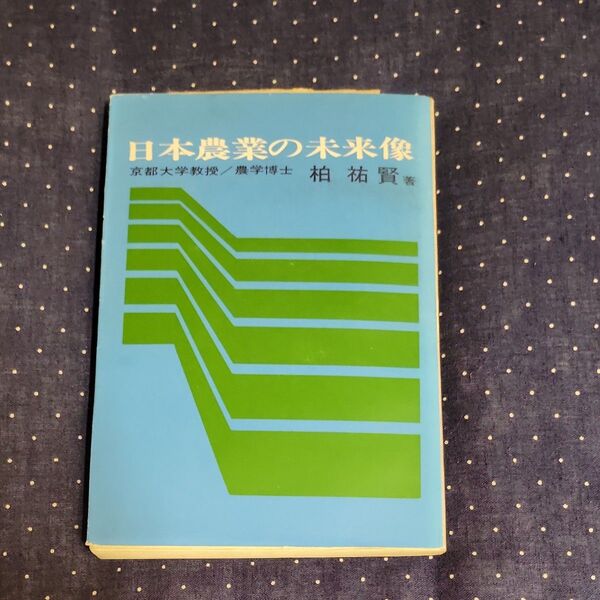 日本農業の未来像
京都大学教授/農学博士 柏 祐賢 著